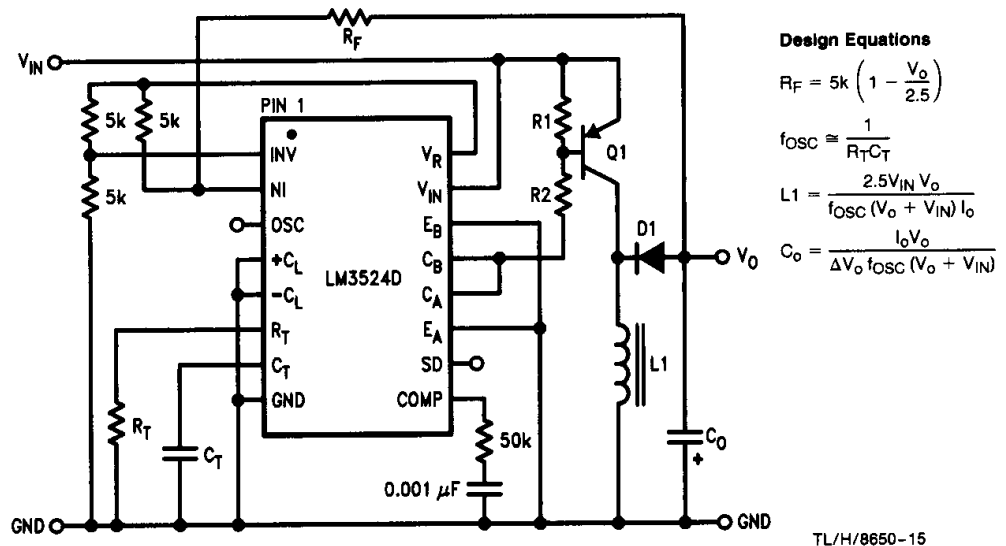 R_F
V_IN
PIN 1
5k
5k
5k
INV
NI
OSC
+C_L
-C_L
R_T
C_T
GND
LM3524D
V_R
V_IN
E_B
C_B
C_A
E_A
SD
COMP
R1
R2
Q1
D1
V_O
L1
R_T
C_T
50k
0.001 μF
C_O
+
GND
GND
Design Equations
R_F = 5k (1 − V_o/2.5)
f_OSC ≅ 1/(R_T C_T)
L1 = 2.5V_IN V_o/(f_OSC (V_o + V_IN) I_o)
C_o = I_o V_o/(ΔV_o f_OSC (V_o + V_IN))
TL/H/8650–15